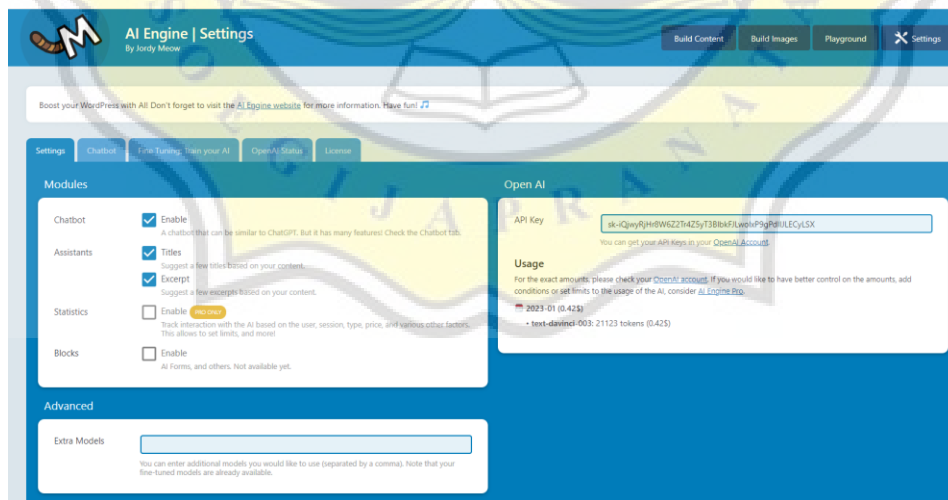 AI Engine | Settings
By Jordy Meow
Build Content
Build Images
Playground
Settings
Boost your WordPress with AI! Don't forget to visit the AI Engine website for more information. Have fun!
Settings
Chatbot
Fine Tuning: Train your AI
OpenAI Status
License
Modules
Chatbot
Enable
A chatbot that can be similar to ChatGPT. But it has many features! Check the Chatbot tab.
Assistants
Titles
Suggest a few titles based on your content.
Excerpt
Suggest a few excerpts based on your content.
Statistics
Enable PRO ONLY
Track interaction with the AI based on the user, session, type, price, and various other factors.
This allows to set limits, and more!
Blocks
Enable
AI Forms, and others. Not available yet.
Advanced
Extra Models
You can enter additional models you would like to use (separated by a comma). Note that your
fine-tuned models are already available.
Open AI
API Key
You can get your API Keys in your OpenAI Account.
Usage
For the exact amounts, please check your OpenAI account. If you would like to have better control on the amounts, add
conditions or set limits to the usage of the AI, consider AI Engine Pro.
2023-01 (0.42$)
• text-davinci-003: 21123 tokens (0.42$)
EGIJAPRANA